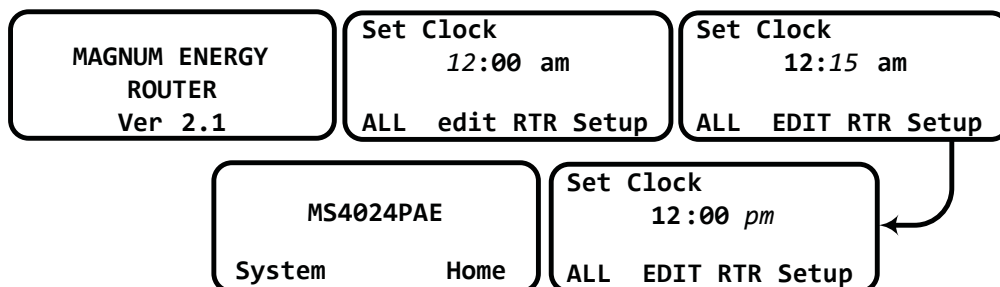 MAGNUM ENERGY
ROUTER
Ver 2.1
Set Clock
12:00 am
ALL edit RTR Setup
Set Clock
12:15 am
ALL EDIT RTR Setup
MS4024PAE
System Home
Set Clock
12:00 pm
ALL EDIT RTR Setup